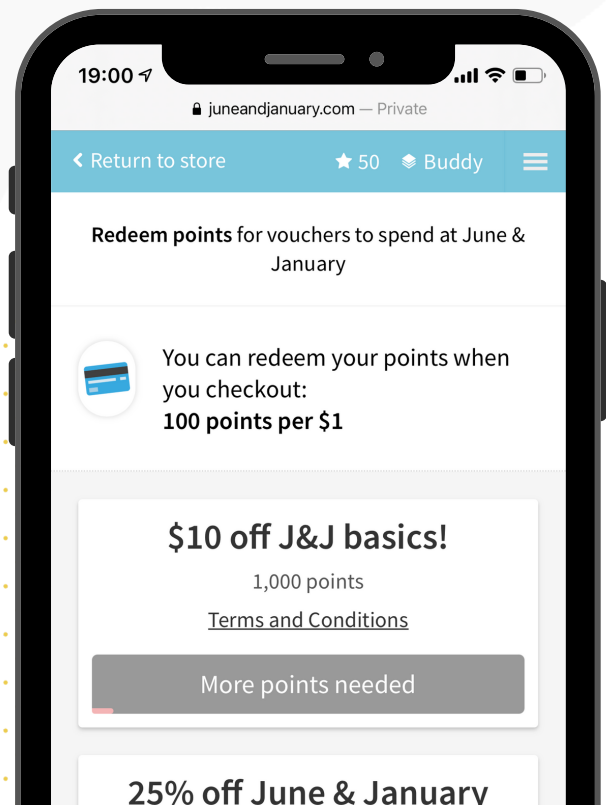 19:00
juneandjanuary.com — Private
Return to store 50 Buddy
Redeem points for vouchers to spend at June &
January
You can redeem your points when
you checkout:
100 points per $1
$10 off J&J basics!
1,000 points
Terms and Conditions
More points needed
25% off June & January